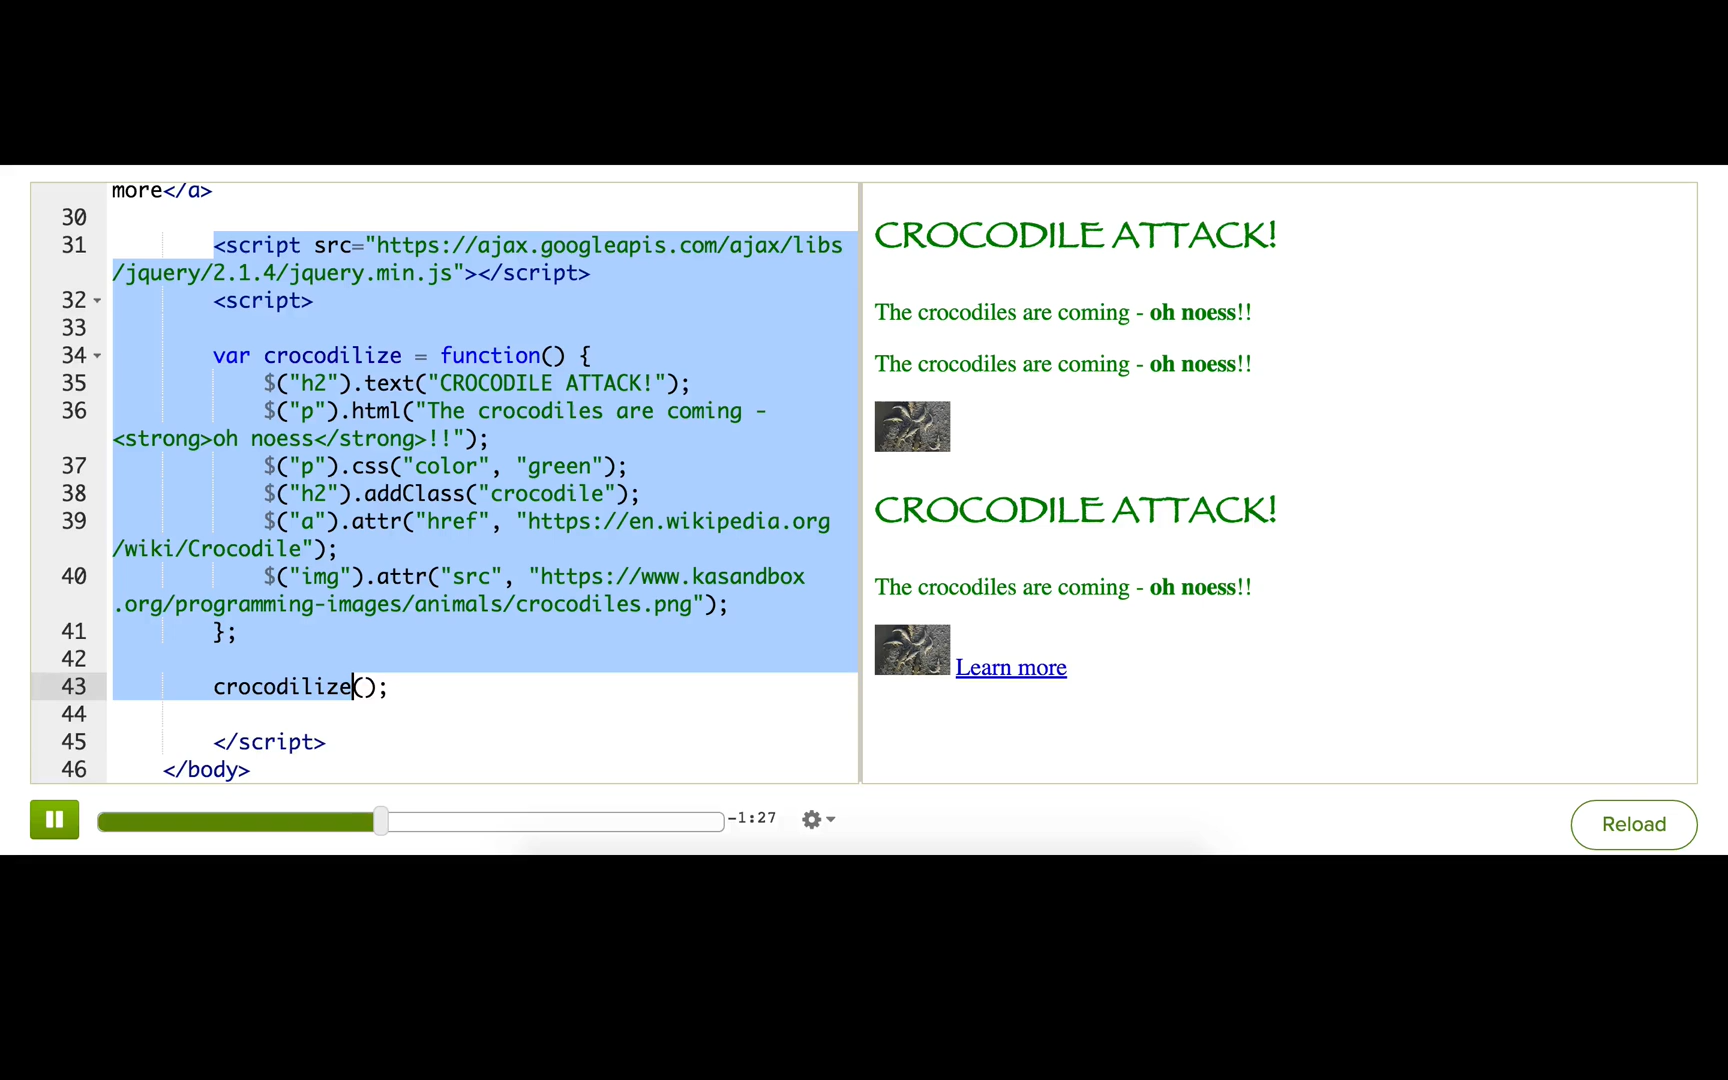 more</a>
30
31 <script src="https://ajax.googleapis.com/ajax/libs
/jquery/2.1.4/jquery.min.js"></script>
32 <script>
33
34 var crocodilize = function() {
35 $("h2").text("CROCODILE ATTACK!");
36 $("p").html("The crocodiles are coming -
<strong>oh noess</strong>!!");
37 $("p").css("color", "green");
38 $("h2").addClass("crocodile");
39 $("a").attr("href", "https://en.wikipedia.org
/wiki/Crocodile");
40 $("img").attr("src", "https://www.kasandbox
.org/programming-images/animals/crocodiles.png");
41 };
42
43 crocodilize();
44
45 </script>
46 </body>
CROCODILE ATTACK!
The crocodiles are coming - oh noess!!
The crocodiles are coming - oh noess!!
CROCODILE ATTACK!
The crocodiles are coming - oh noess!!
Learn more
-1:27
Reload